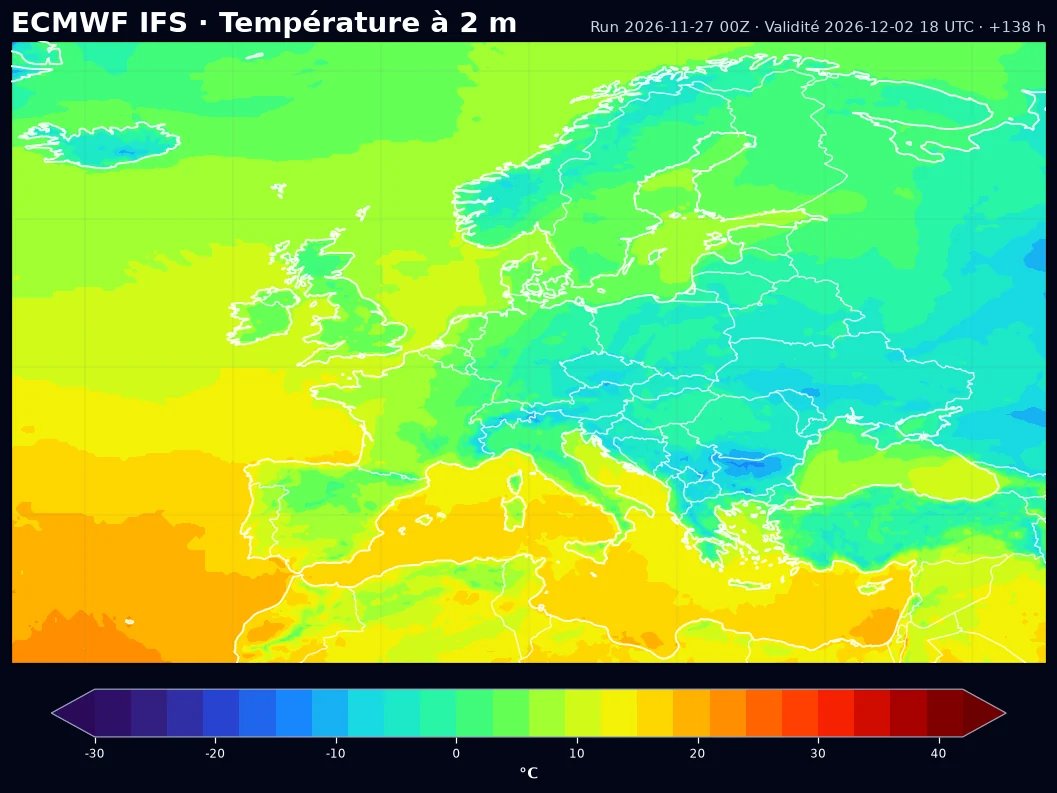 ECMWF IFS · Température à 2 m
Run 2026-11-27 00Z · Validité 2026-12-02 18 UTC · +138 h
-30 -20 -10 0 10 20 30 40
°C